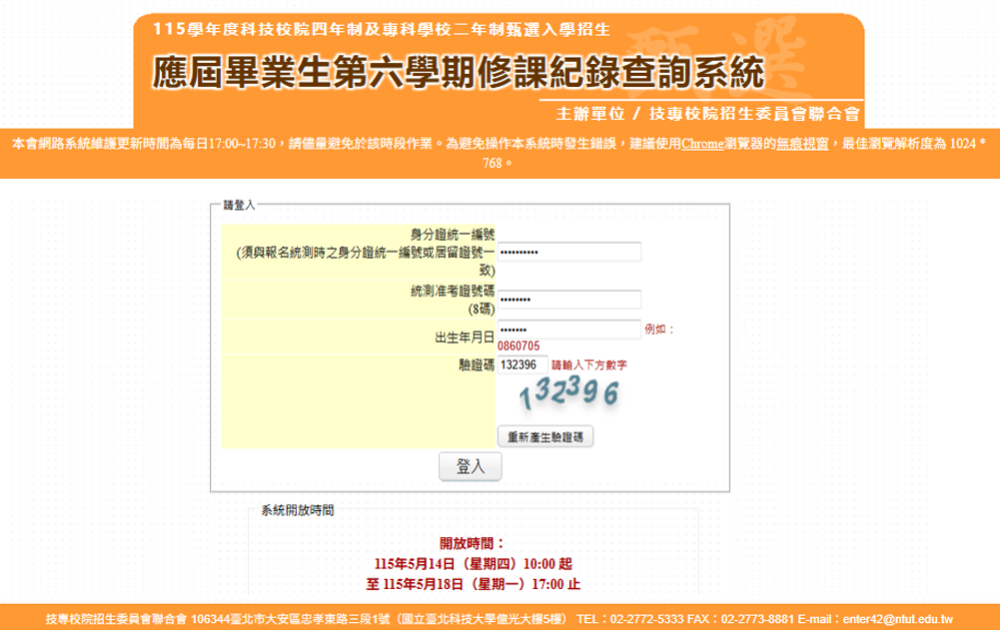 115學年度科技校院四年制及專科學校二年制甄選入學招生
甄選
應屆畢業生第六學期修課紀錄查詢系統
主辦單位 / 技專校院招生委員會聯合會
本會網路系統維護更新時間為每日17:00~17:30，請儘量避免於該時段作業。為避免操作本系統時發生錯誤，建議使用Chrome瀏覽器的無痕視窗，最佳瀏覽解析度為 1024 *
768。
請登入
身分證統一編號
(須與報名統測時之身分證統一編號或居留證號一
致)
••••••••••
統測准考證號碼
(8碼)
••••••••
出生年月日
•••••••
例如：
0860705
驗證碼
132396
請輸入下方數字
132396
重新產生驗證碼
登入
系統開放時間
開放時間：
115年5月14日（星期四）10:00 起
至 115年5月18日（星期一）17:00 止
技專校院招生委員會聯合會 106344臺北市大安區忠孝東路三段1號（國立臺北科技大學億光大樓5樓） TEL：02-2772-5333 FAX：02-2773-8881 E-mail：enter42@ntut.edu.tw